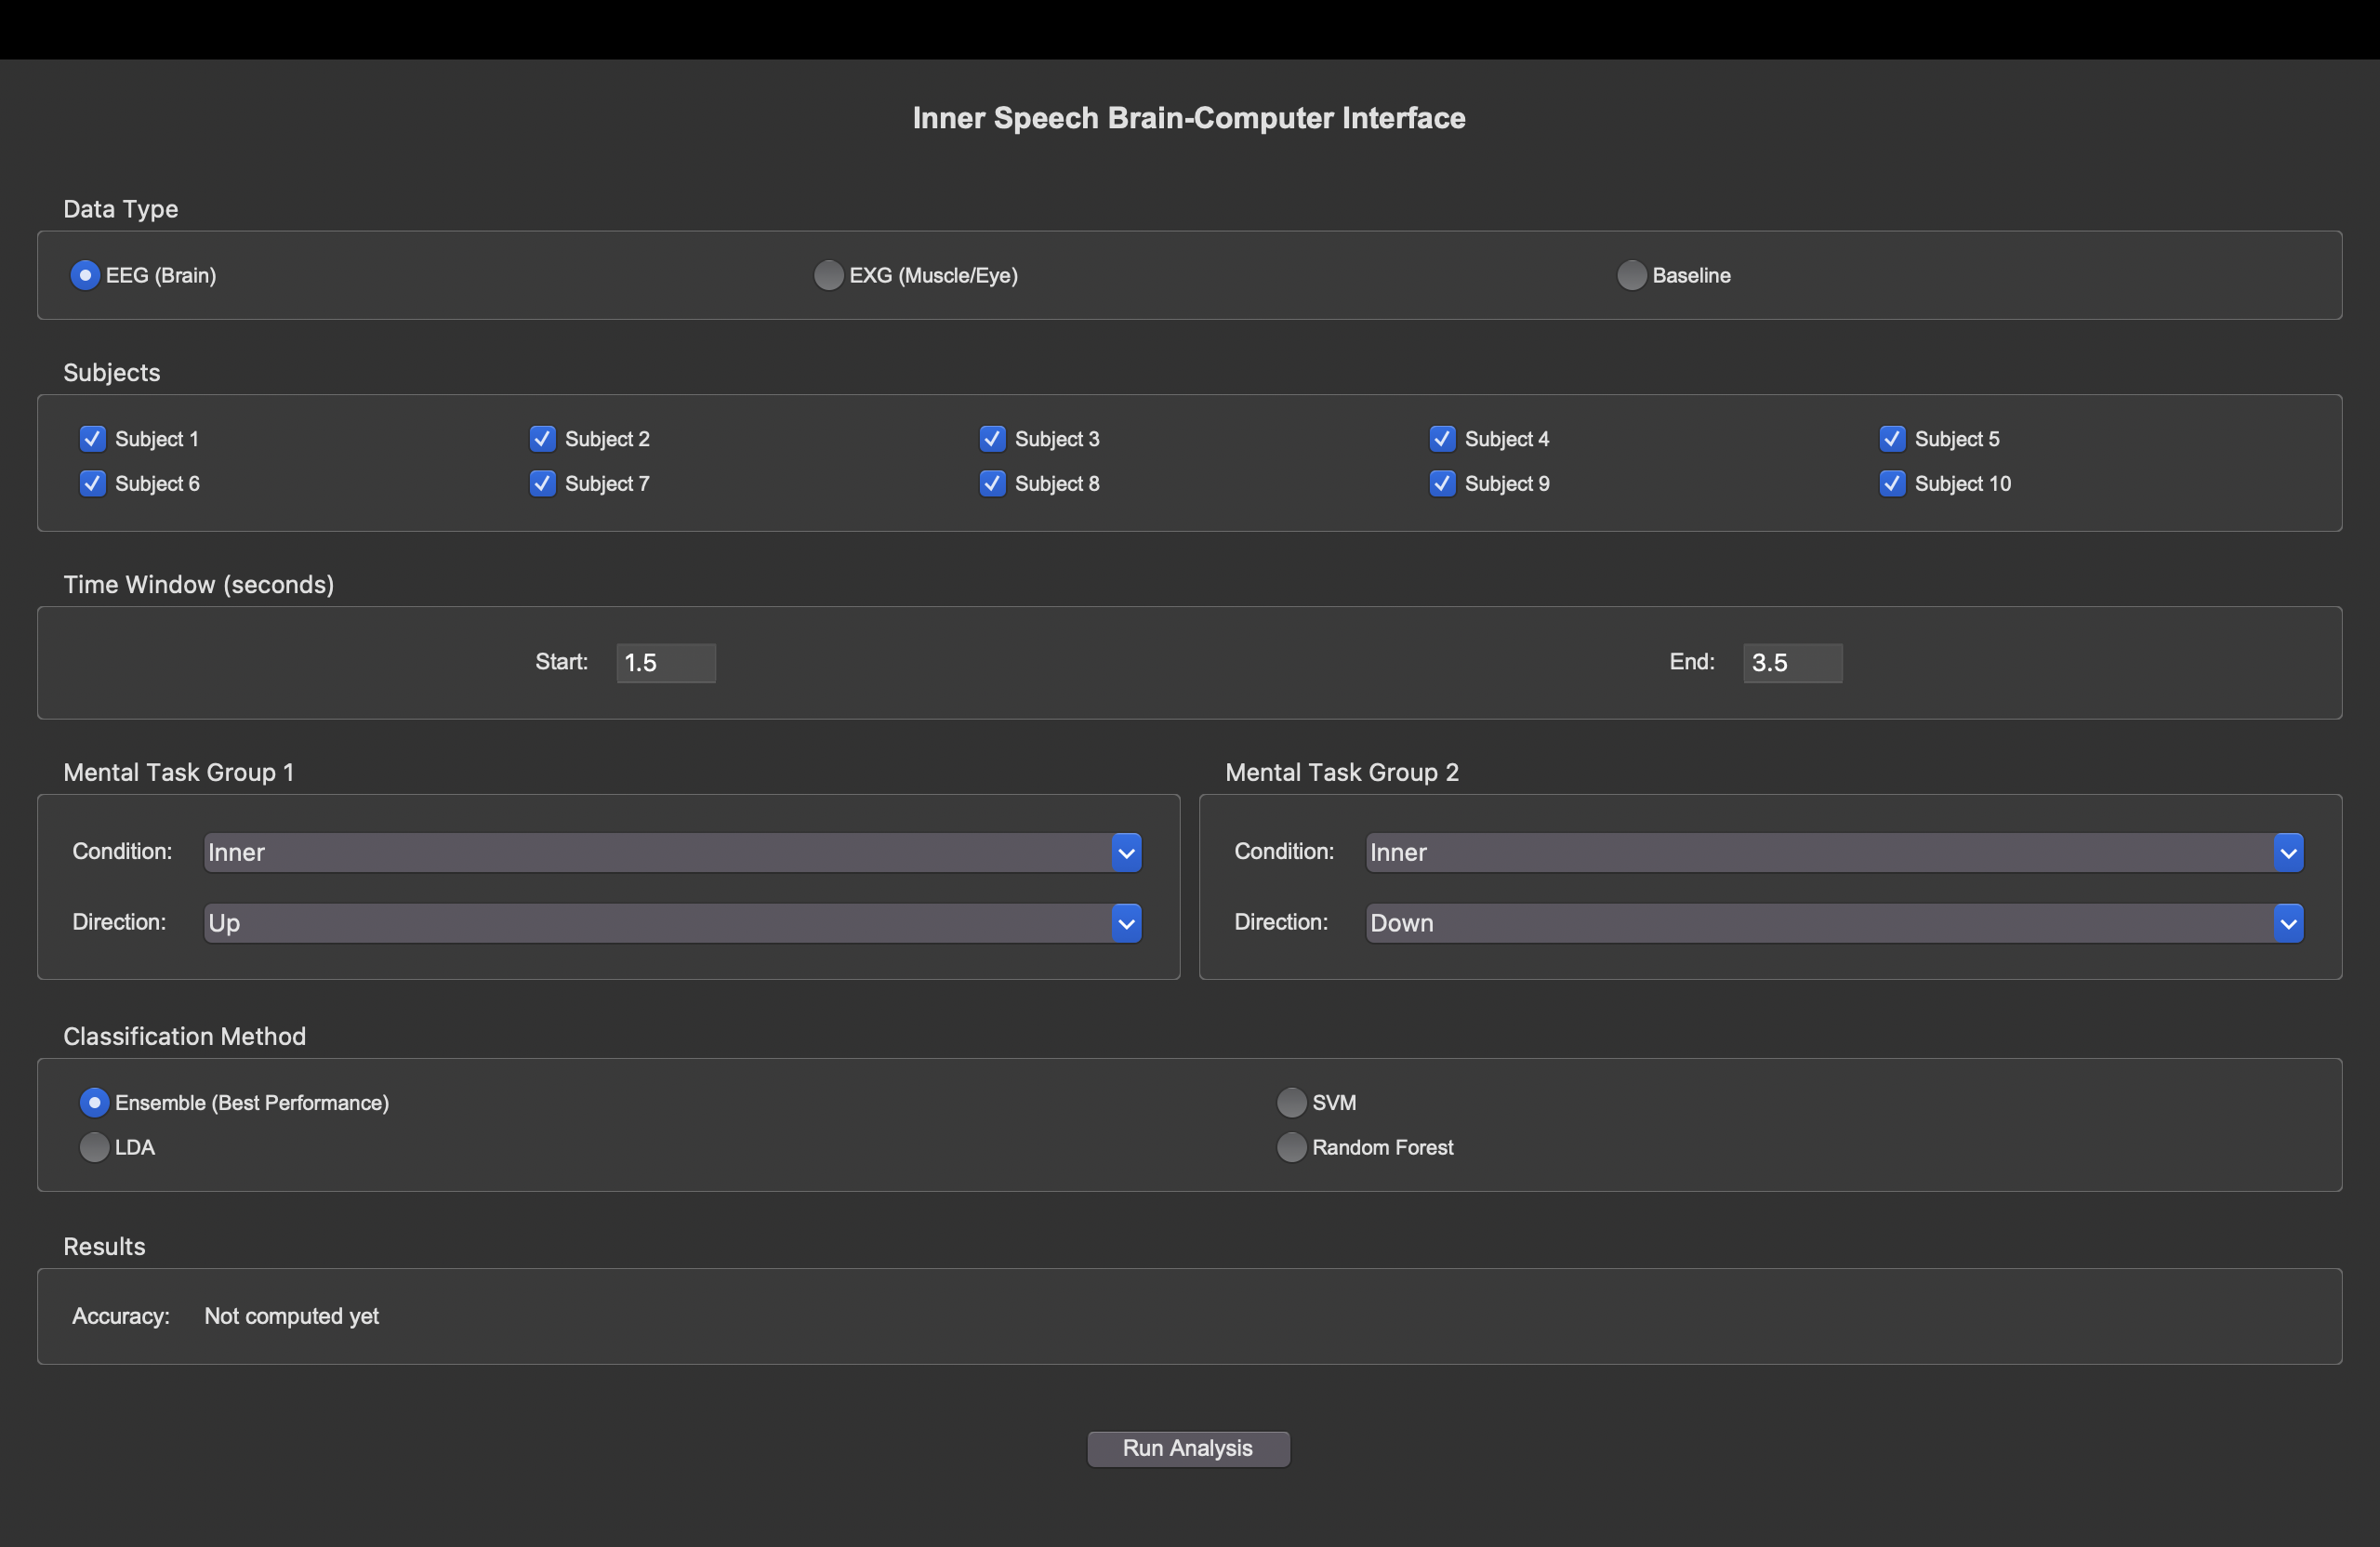 Inner Speech Brain-Computer Interface
Data Type
EEG (Brain) EXG (Muscle/Eye) Baseline
Subjects
Subject 1 Subject 2 Subject 3 Subject 4 Subject 5
Subject 6 Subject 7 Subject 8 Subject 9 Subject 10
Time Window (seconds)
Start: 1.5 End: 3.5
Mental Task Group 1
Condition: Inner
Direction: Up
Mental Task Group 2
Condition: Inner
Direction: Down
Classification Method
Ensemble (Best Performance) SVM
LDA Random Forest
Results
Accuracy: Not computed yet
Run Analysis